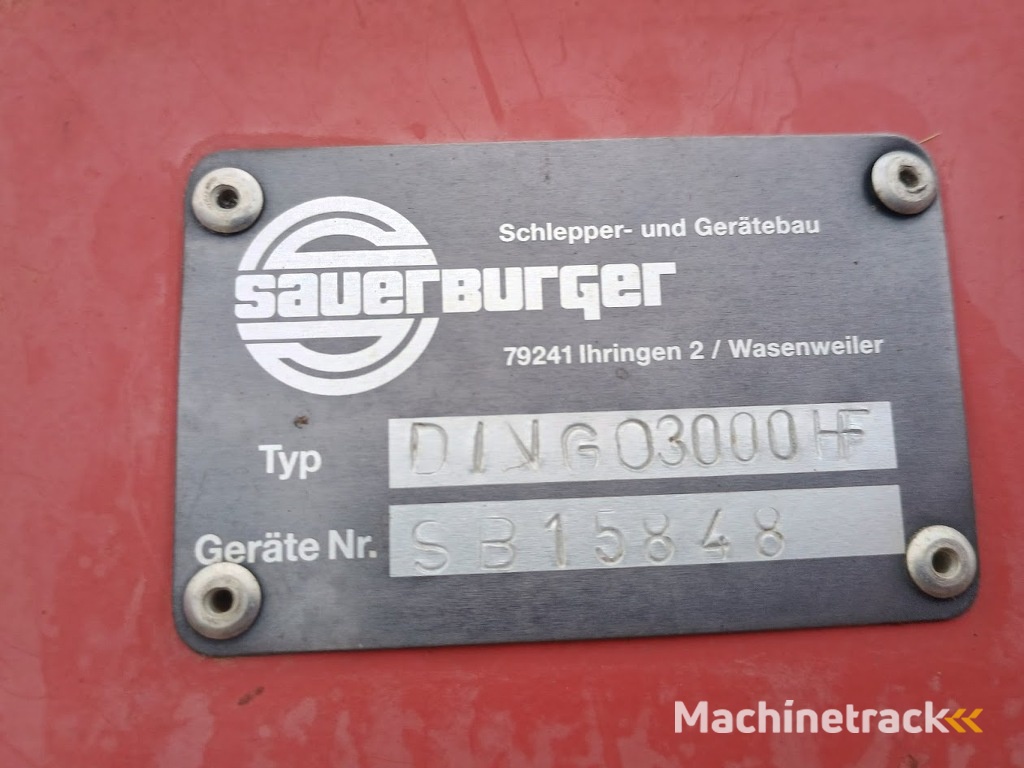 Schlepper- und Gerätebau
sauerburger
79241 Ihringen 2 / Wasenweiler
Typ DINGO3000HF
Geräte Nr. SB15848
Machinetrack